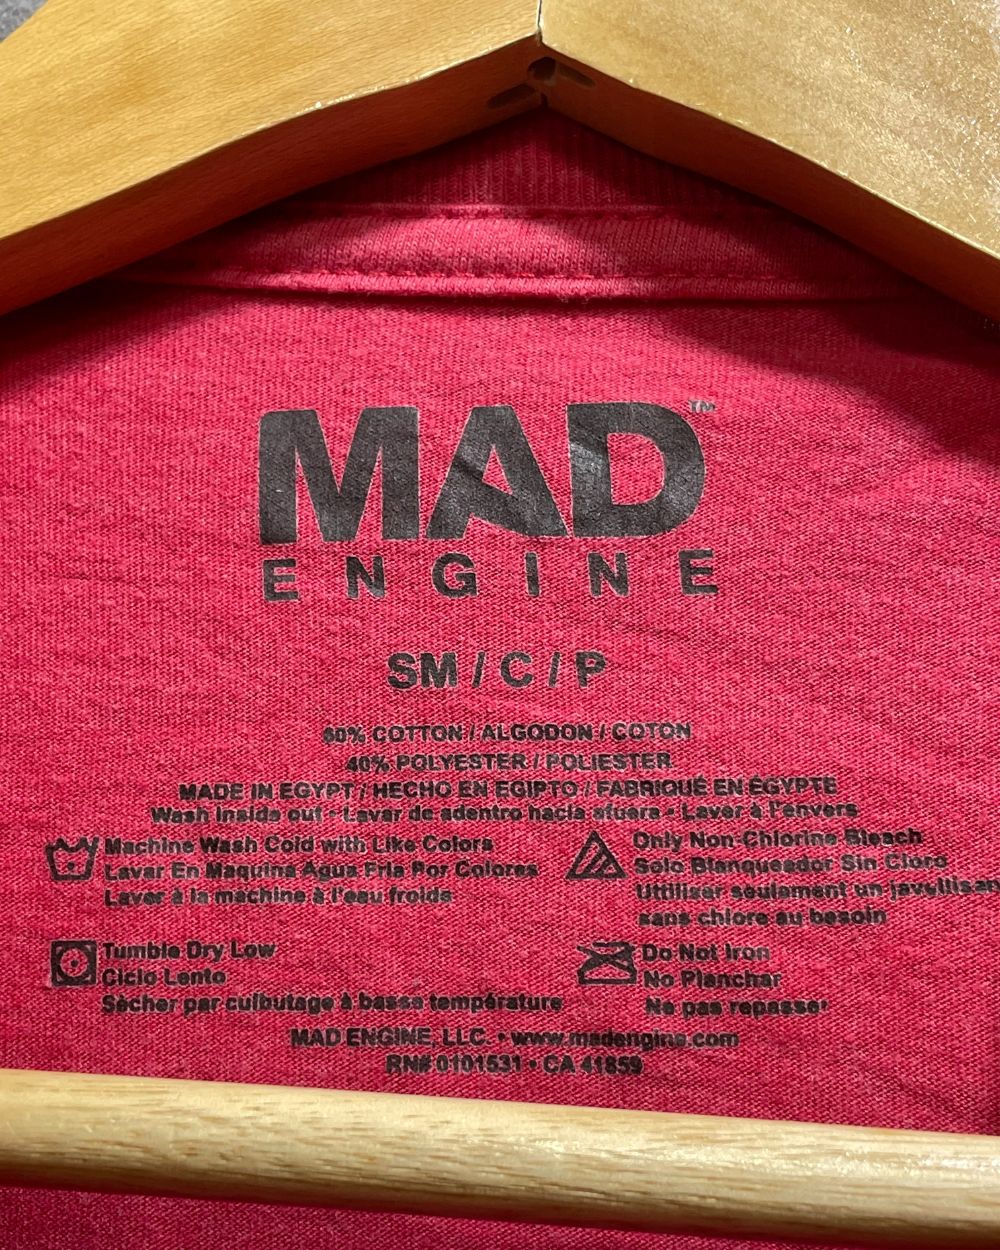 MAD™
ENGINE
SM / C / P
60% COTTON / ALGODON / COTON
40% POLYESTER / POLIESTER
MADE IN EGYPT / HECHO EN EGIPTO / FABRIQUÉ EN ÉGYPTE
Wash Inside out • Lavar de adentro hacia afuera • Laver à l'envers
Machine Wash Cold with Like Colors
Lavar En Maquina Agua Fria Por Colores
Laver à la machine à l'eau froids
Only Non-Chlorine Bleach
Solo Blanqueador Sin Cloro
Uttiliser seulement un javellisan
sans chlore au besoin
Tumble Dry Low
Ciclo Lento
Sécher par culbutage à basse température
Do Not Iron
No Planchar
Ne pas repasser
MAD ENGINE, LLC. • www.madengine.com
RN# 0101531 • CA 41859